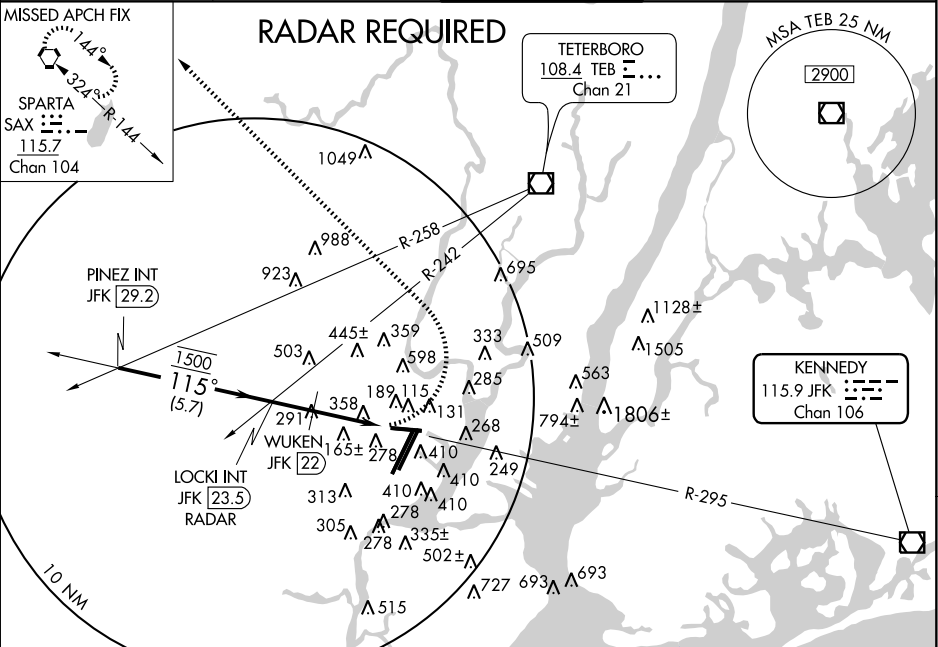 MISSED APCH FIX
144°
324°
R-144
SPARTA
SAX
115.7
Chan 104
RADAR REQUIRED
TETERBORO
108.4 TEB
Chan 21
MSA TEB 25 NM
2900
1049
988
923
R-258
R-242
695
PINEZ INT
JFK 29.2
1128±
1505
445±
359
503
598
333
509
1500
115°
(5.7)
285
563
KENNEDY
115.9 JFK
Chan 106
189
115
131
358
291
794±
1806±
WUKEN
JFK 22
165±
278
268
410
249
LOCKI INT
JFK 23.5
RADAR
410
313
410
410
R-295
278
305
278
335±
502±
10 NM
727
693
693
515